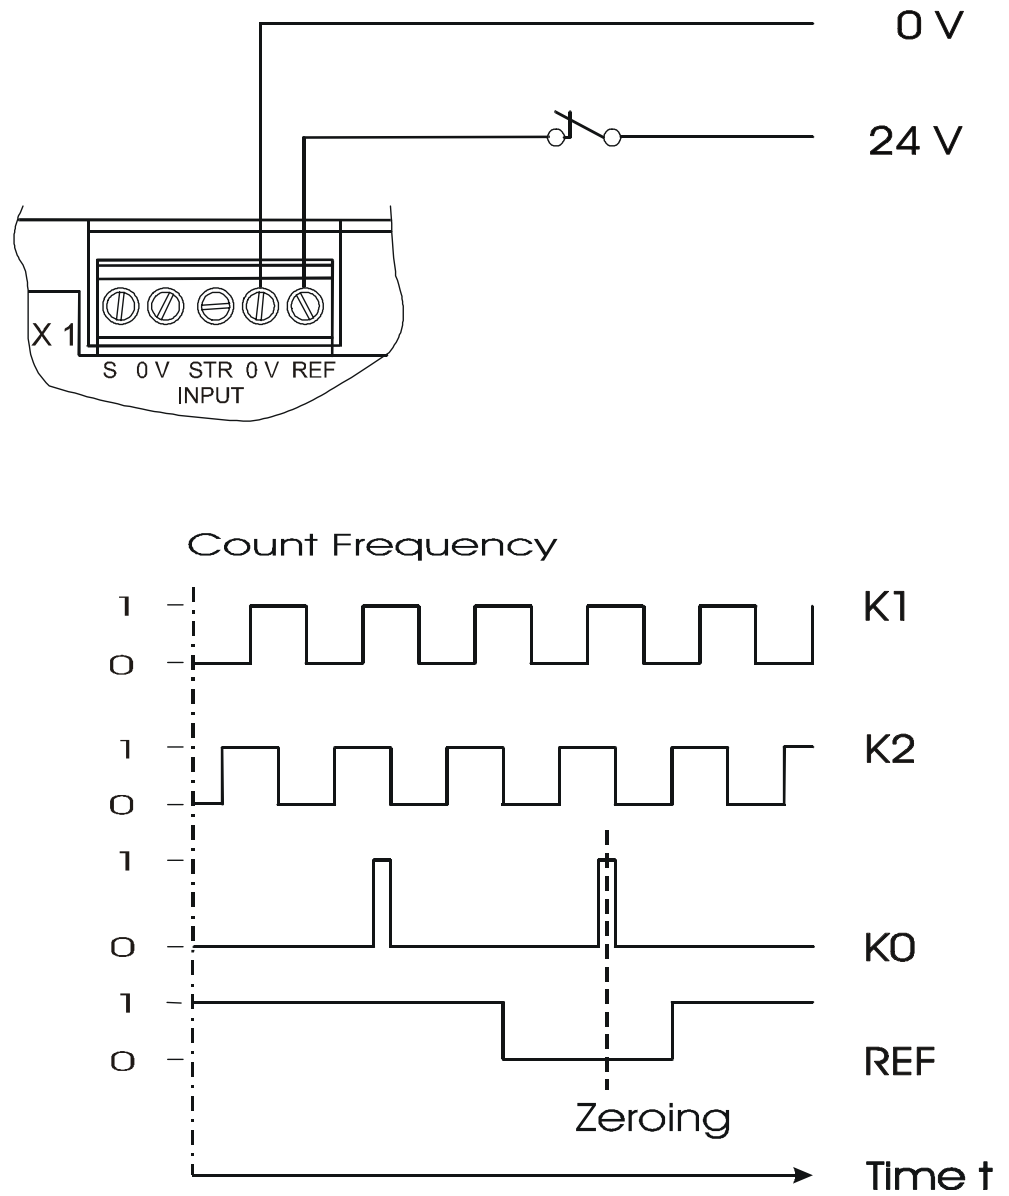 0 V
24 V
X 1
S 0 V STR 0 V REF
INPUT
Count Frequency
1
0
K1
1
0
K2
1
0
K0
1
0
REF
Zeroing
Time t